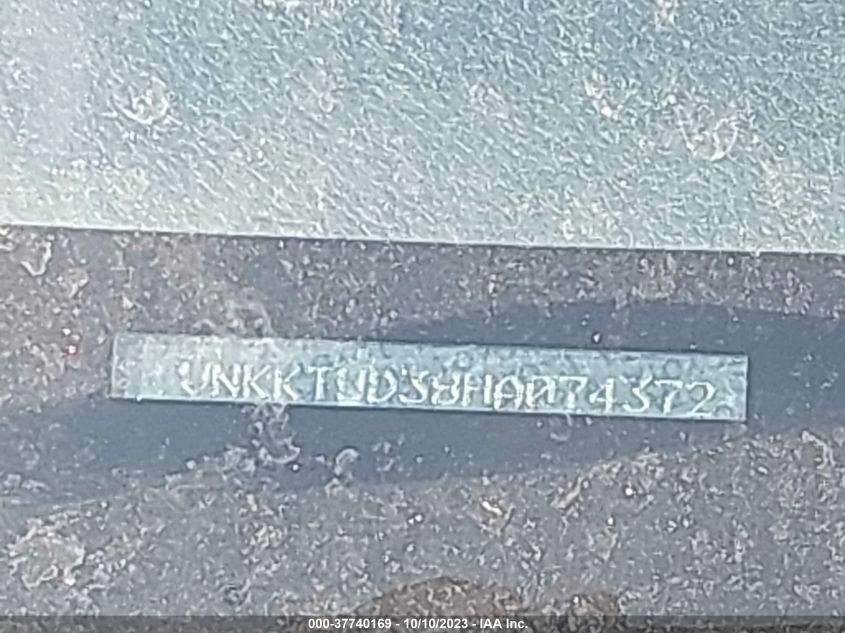 VNKKTUD38HA074372
000-37740169 - 10/10/2023 - IAA Inc.